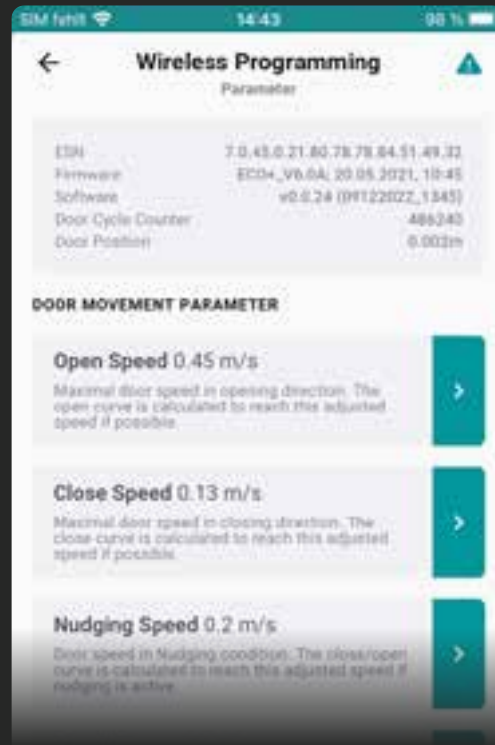 SIM fehlt 14:43 98 %
Wireless Programming
Parameter
ESN 7.0.45.0.21.80.78.78.84.51.49.32
Firmware ECO+_V6.0A, 20.05.2021, 10:45
Software v0.0.24 (09122022_1345)
Door Cycle Counter 486240
Door Position 0.002m
DOOR MOVEMENT PARAMETER
Open Speed 0.45 m/s
Maximal door speed in opening direction. The
open curve is calculated to reach this adjusted
speed if possible.
Close Speed 0.13 m/s
Maximal door speed in closing direction. The
close curve is calculated to reach this adjusted
speed if possible.
Nudging Speed 0.2 m/s
Door speed in Nudging condition. The close/open
curve is calculated to reach this adjusted speed if
nudging is active.